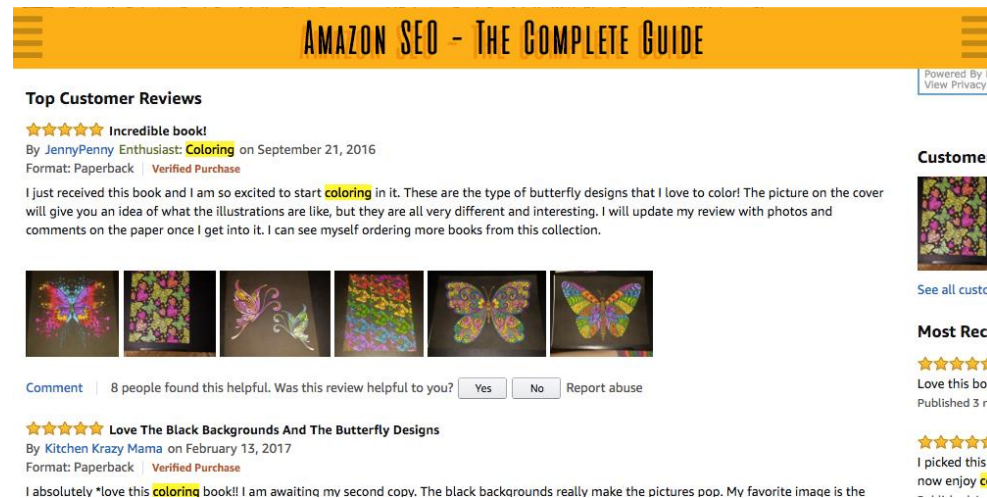 AMAZON SEO - THE COMPLETE GUIDE
Powered By
View Privacy
Top Customer Reviews
Incredible book!
By JennyPenny Enthusiast: Coloring on September 21, 2016
Format: Paperback | Verified Purchase
I just received this book and I am so excited to start coloring in it. These are the type of butterfly designs that I love to color! The picture on the cover
will give you an idea of what the illustrations are like, but they are all very different and interesting. I will update my review with photos and
comments on the paper once I get into it. I can see myself ordering more books from this collection.
Comment | 8 people found this helpful. Was this review helpful to you? Yes No Report abuse
Love The Black Backgrounds And The Butterfly Designs
By Kitchen Krazy Mama on February 13, 2017
Format: Paperback | Verified Purchase
I absolutely *love this coloring book!! I am awaiting my second copy. The black backgrounds really make the pictures pop. My favorite image is the
Custome
See all custo
Most Rec
Love this bo
Published 3
I picked this
now enjoy